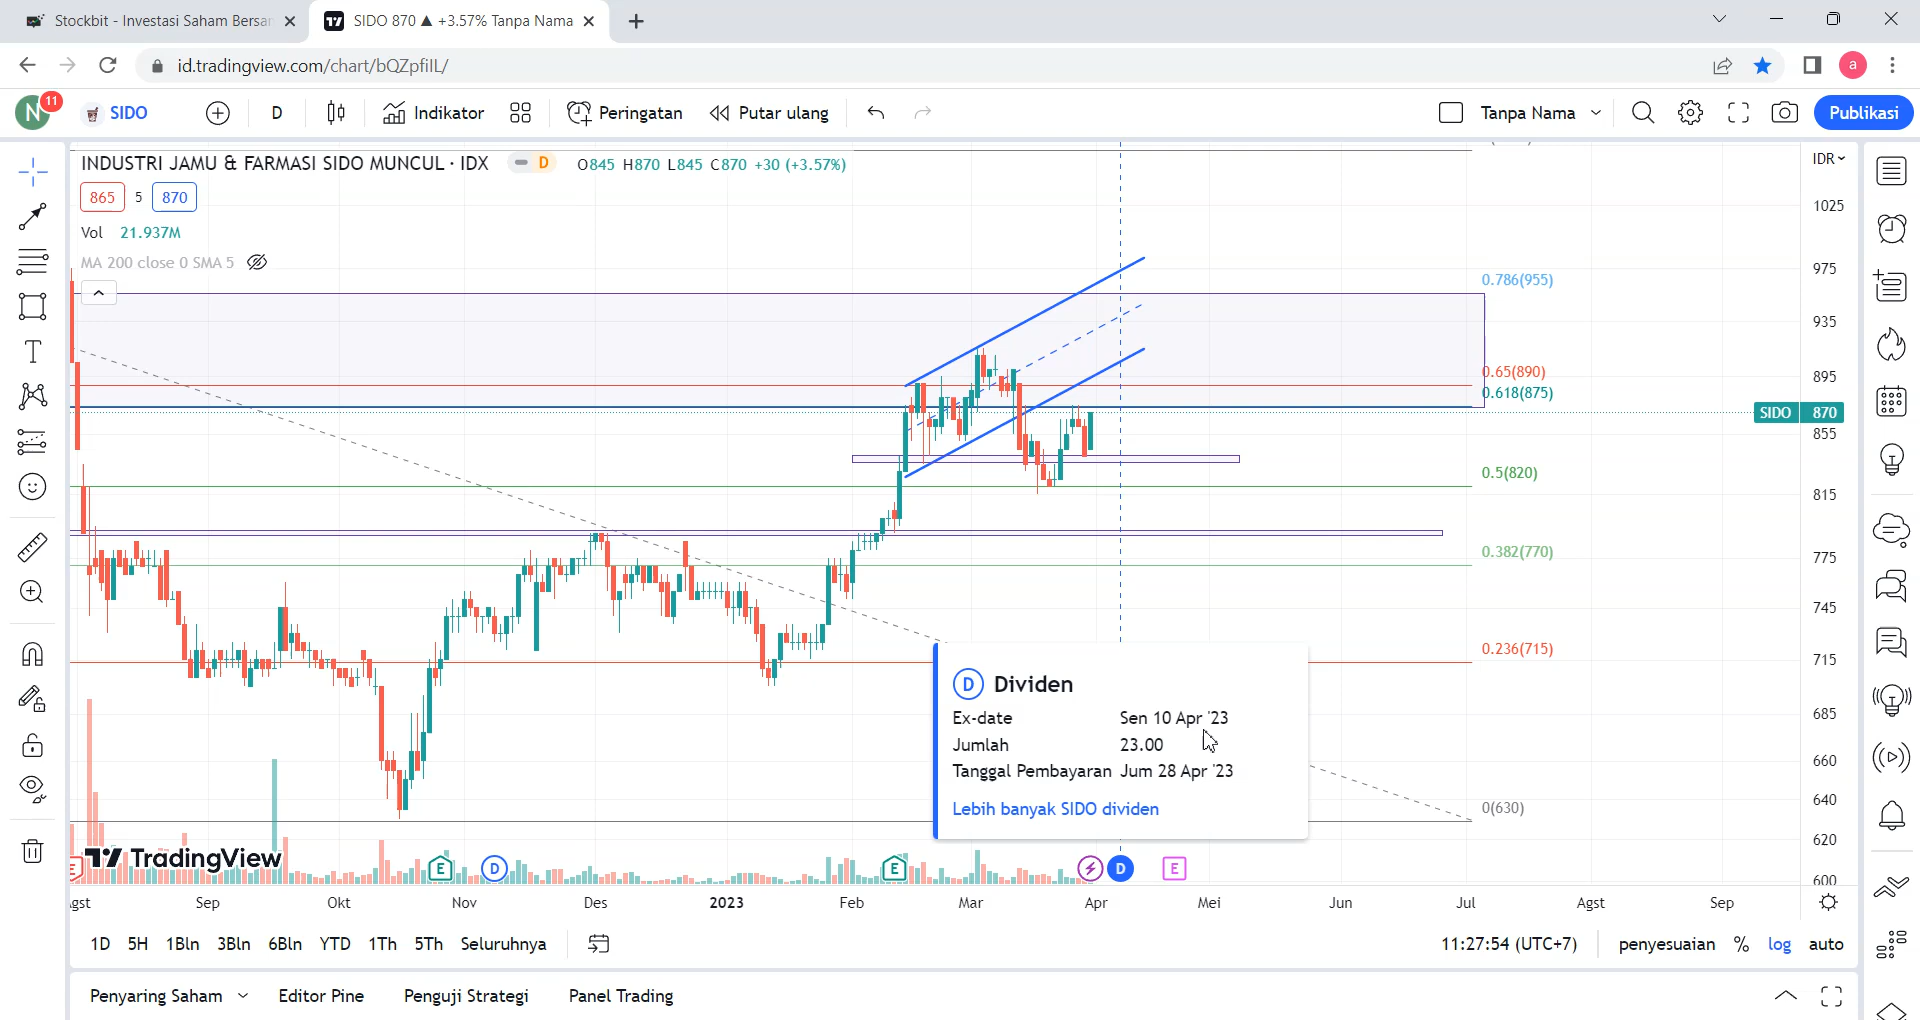 Stockbit - Investasi Saham Bersar
SIDO 870 ▲ +3.57% Tanpa Nama
id.tradingview.com/chart/bQZpfilL/
a
N 11 SIDO D Indikator Peringatan Putar ulang Tanpa Nama Publikasi
INDUSTRI JAMU & FARMASI SIDO MUNCUL · IDX D O845 H870 L845 C870 +30 (+3.57%) IDR
865 5 870
Vol 21.937M
MA 200 close 0 SMA 5
1025
975
935
895
855
815
775
745
715
685
660
640
620
600
SIDO 870
0.786(955)
0.65(890)
0.618(875)
0.5(820)
0.382(770)
0.236(715)
0(630)
D Dividen
Ex-date Sen 10 Apr '23
Jumlah 23.00
Tanggal Pembayaran Jum 28 Apr '23
Lebih banyak SIDO dividen
TradingView
E E D E D E
gst Sep Okt Nov Des 2023 Feb Mar Apr Mei Jun Jul Agst Sep
1D 5H 1Bln 3Bln 6Bln YTD 1Th 5Th Seluruhnya 11:27:54 (UTC+7) penyesuaian % log auto
Penyaring Saham Editor Pine Penguji Strategi Panel Trading